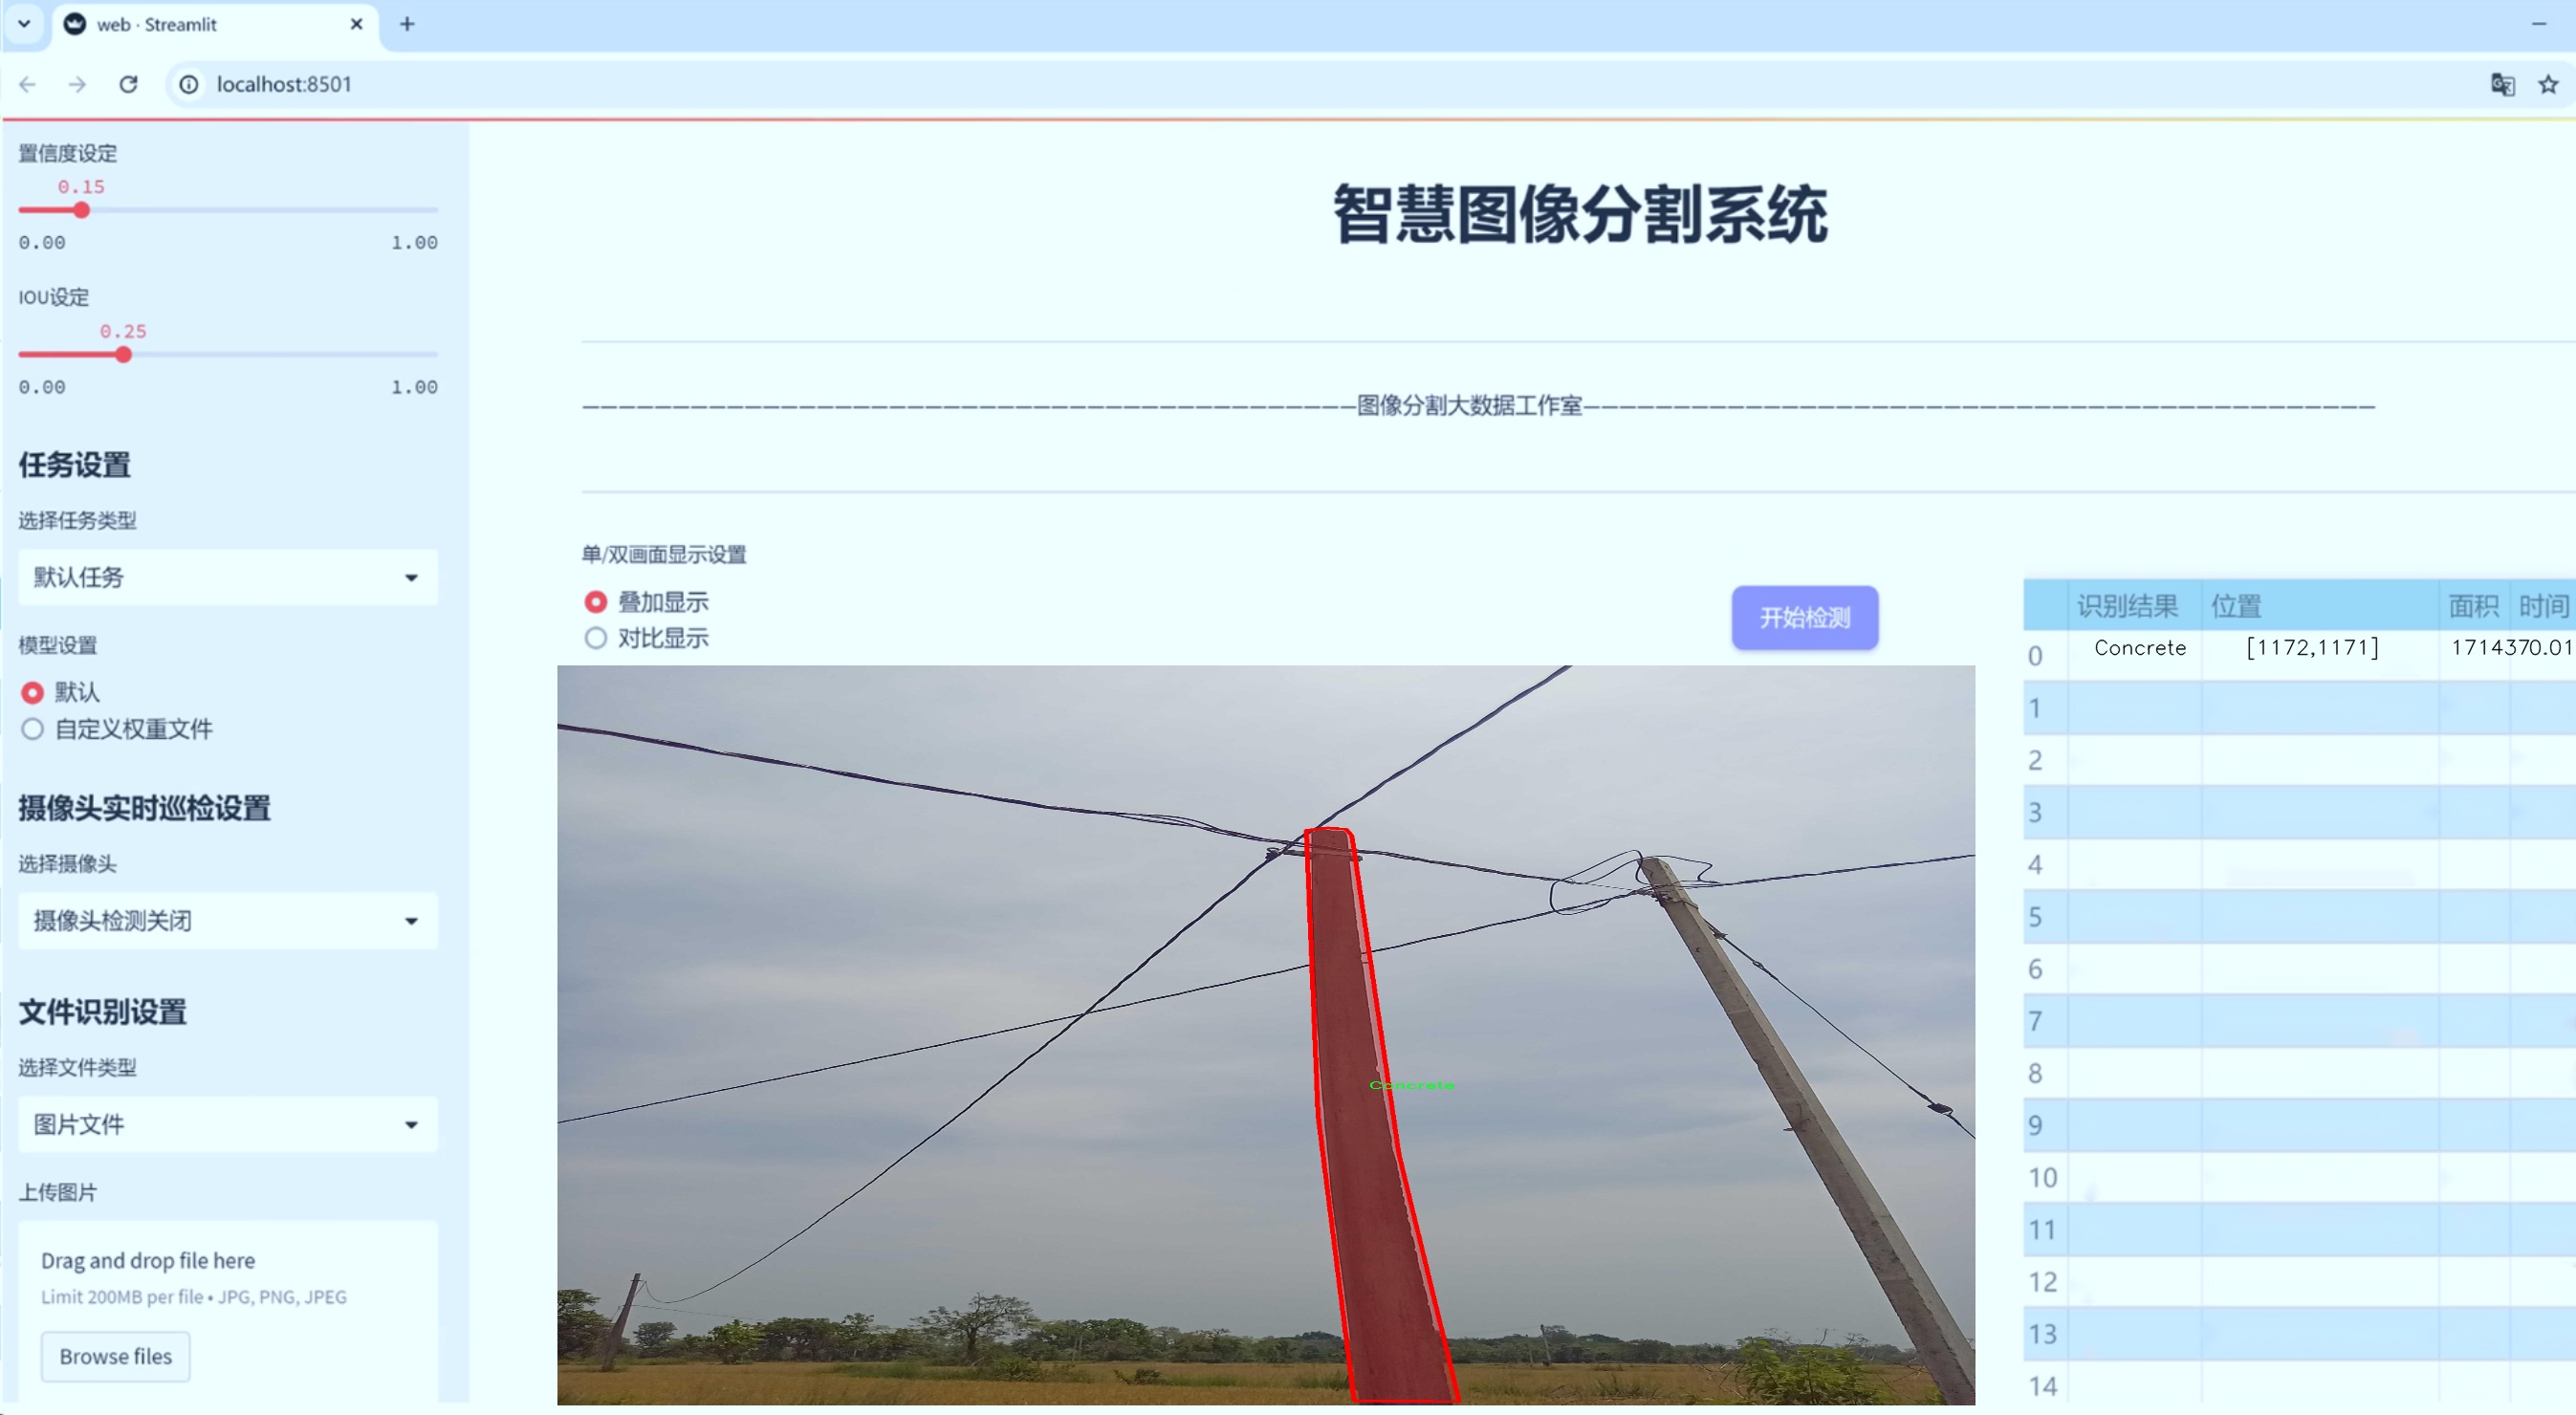 web · Streamlit
localhost:8501
置信度设定
0.15
0.00 1.00
IOU设定
0.25
0.00 1.00
任务设置
选择任务类型
默认任务
模型设置
默认
自定义权重文件
摄像头实时巡检设置
选择摄像头
摄像头检测关闭
文件识别设置
选择文件类型
图片文件
上传图片
Drag and drop file here
Limit 200MB per file • JPG, PNG, JPEG
Browse files
智慧图像分割系统
图像分割大数据工作室
单/双画面显示设置
叠加显示
对比显示
开始检测
Concrete
识别结果 位置 面积 时间
0 Concrete [1172,1171] 1714370.01
1
2
3
4
5
6
7
8
9
10
11
12
13
14